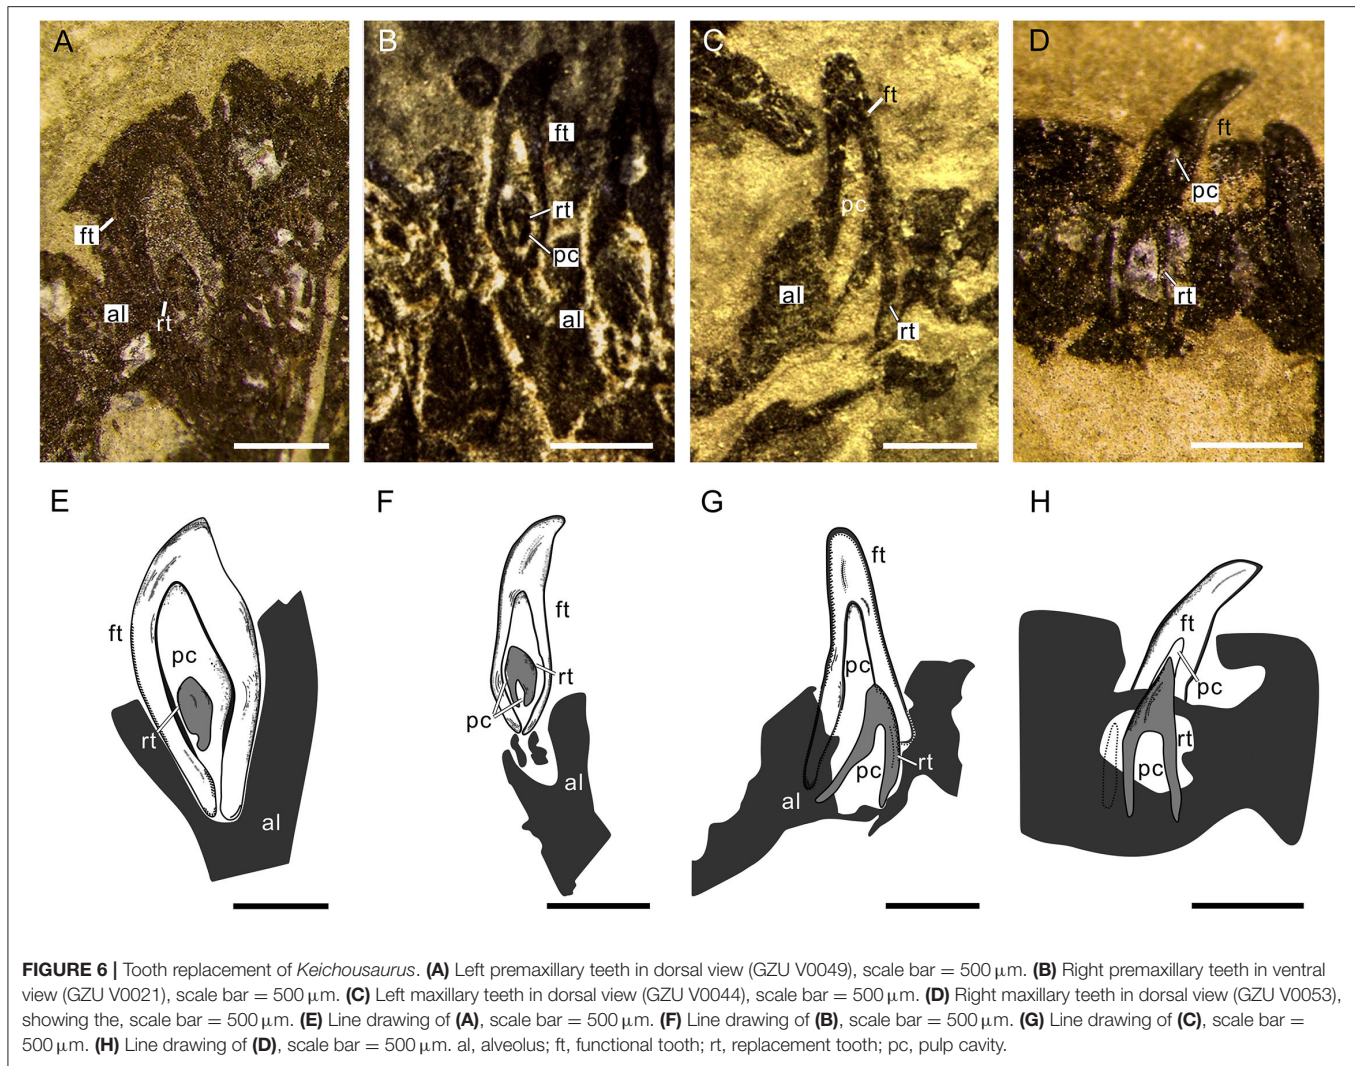 A
B
C
D
ft
al
rt
ft
rt
pc
al
ft
pc
al
rt
ft
pc
rt
E
F
G
H
ft
pc
rt
al
ft
rt
pc
al
ft
pc
rt
pc
al
ft
pc
rt
pc
FIGURE 6 | Tooth replacement of Keichousaurus. (A) Left premaxillary teeth in dorsal view (GZU V0049), scale bar = 500 μm. (B) Right premaxillary teeth in ventral
view (GZU V0021), scale bar = 500 μm. (C) Left maxillary teeth in dorsal view (GZU V0044), scale bar = 500 μm. (D) Right maxillary teeth in dorsal view (GZU V0053),
showing the, scale bar = 500 μm. (E) Line drawing of (A), scale bar = 500 μm. (F) Line drawing of (B), scale bar = 500 μm. (G) Line drawing of (C), scale bar =
500 μm. (H) Line drawing of (D), scale bar = 500 μm. al, alveolus; ft, functional tooth; rt, replacement tooth; pc, pulp cavity.